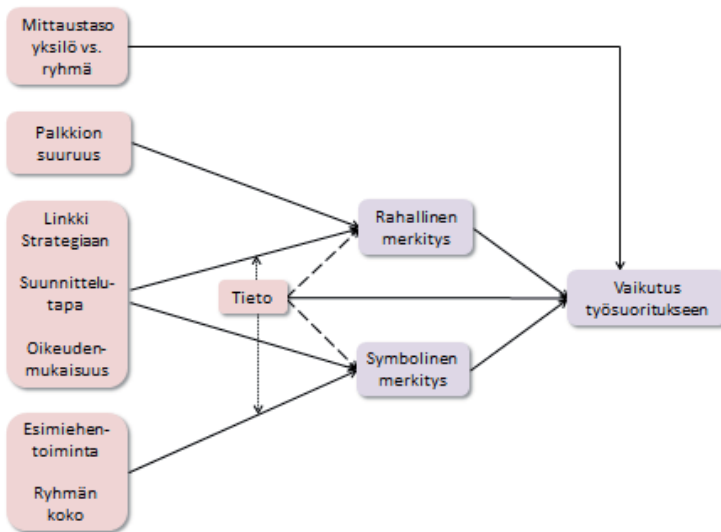 Mittaustaso
yksilö vs.
ryhmä
Palkkion
suuruus
Linkki
Strategiaan
Suunnittelu-
tapa
Oikeuden-
mukaisuus
Esimiehen-
toiminta
Ryhmän
koko
Tieto
Rahallinen
merkitys
Symbolinen
merkitys
Vaikutus
työsuoritukseen